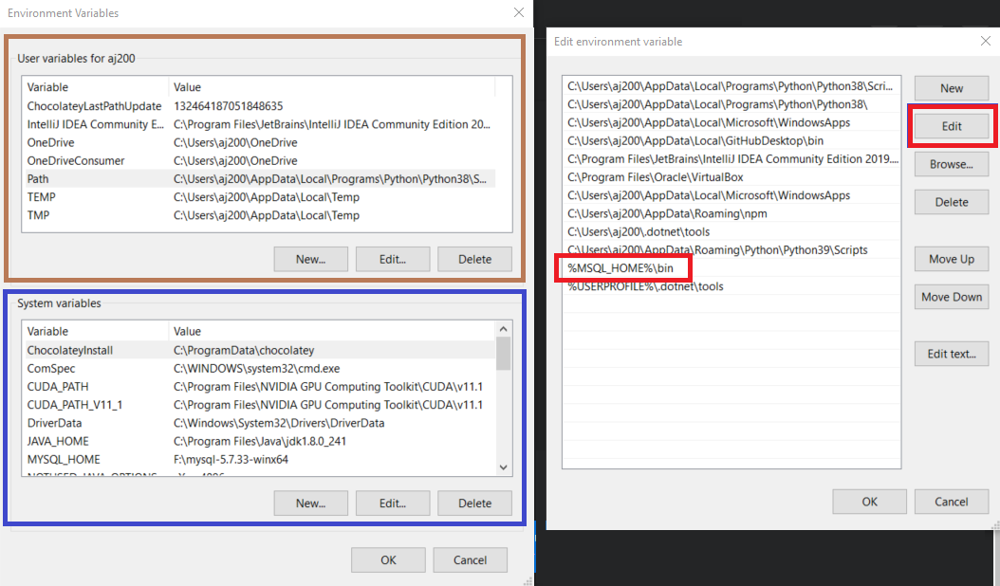 Environment Variables
User variables for aj200
Variable Value
ChocolateyLastPathUpdate 132464187051848635
IntelliJ IDEA Community E... C:\Program Files\JetBrains\IntelliJ IDEA Community Edition 20...
OneDrive C:\Users\aj200\OneDrive
OneDriveConsumer C:\Users\aj200\OneDrive
Path C:\Users\aj200\AppData\Local\Programs\Python\Python38\S...
TEMP C:\Users\aj200\AppData\Local\Temp
TMP C:\Users\aj200\AppData\Local\Temp
New... Edit... Delete
System variables
Variable Value
ChocolateyInstall C:\ProgramData\chocolatey
ComSpec C:\WINDOWS\system32\cmd.exe
CUDA_PATH C:\Program Files\NVIDIA GPU Computing Toolkit\CUDA\v11.1
CUDA_PATH_V11_1 C:\Program Files\NVIDIA GPU Computing Toolkit\CUDA\v11.1
DriverData C:\Windows\System32\Drivers\DriverData
JAVA_HOME C:\Program Files\Java\jdk1.8.0_241
MYSQL_HOME F:\mysql-5.7.33-winx64
New... Edit... Delete
OK Cancel
Edit environment variable
C:\Users\aj200\AppData\Local\Programs\Python\Python38\Scri...
C:\Users\aj200\AppData\Local\Programs\Python\Python38\
C:\Users\aj200\AppData\Local\Microsoft\WindowsApps
C:\Users\aj200\AppData\Local\GitHubDesktop\bin
C:\Program Files\JetBrains\IntelliJ IDEA Community Edition 2019....
C:\Program Files\Oracle\VirtualBox
C:\Users\aj200\AppData\Local\Microsoft\WindowsApps
C:\Users\aj200\AppData\Roaming\npm
C:\Users\aj200\.dotnet\tools
C:\Users\aj200\AppData\Roaming\Python\Python39\Scripts
%MSQL_HOME%\bin
%USERPROFILE%\.dotnet\tools
New
Edit
Browse...
Delete
Move Up
Move Down
Edit text...
OK Cancel